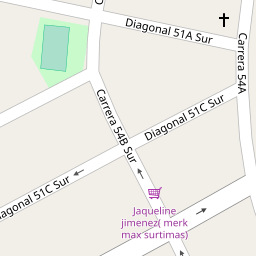 Diagonal 51A Sur
Carrera 54A
Carrera 54B Sur
Diagonal 51C Sur
Diagonal 51C Sur
Jaqueline
jimenez( merk
max surtimas)